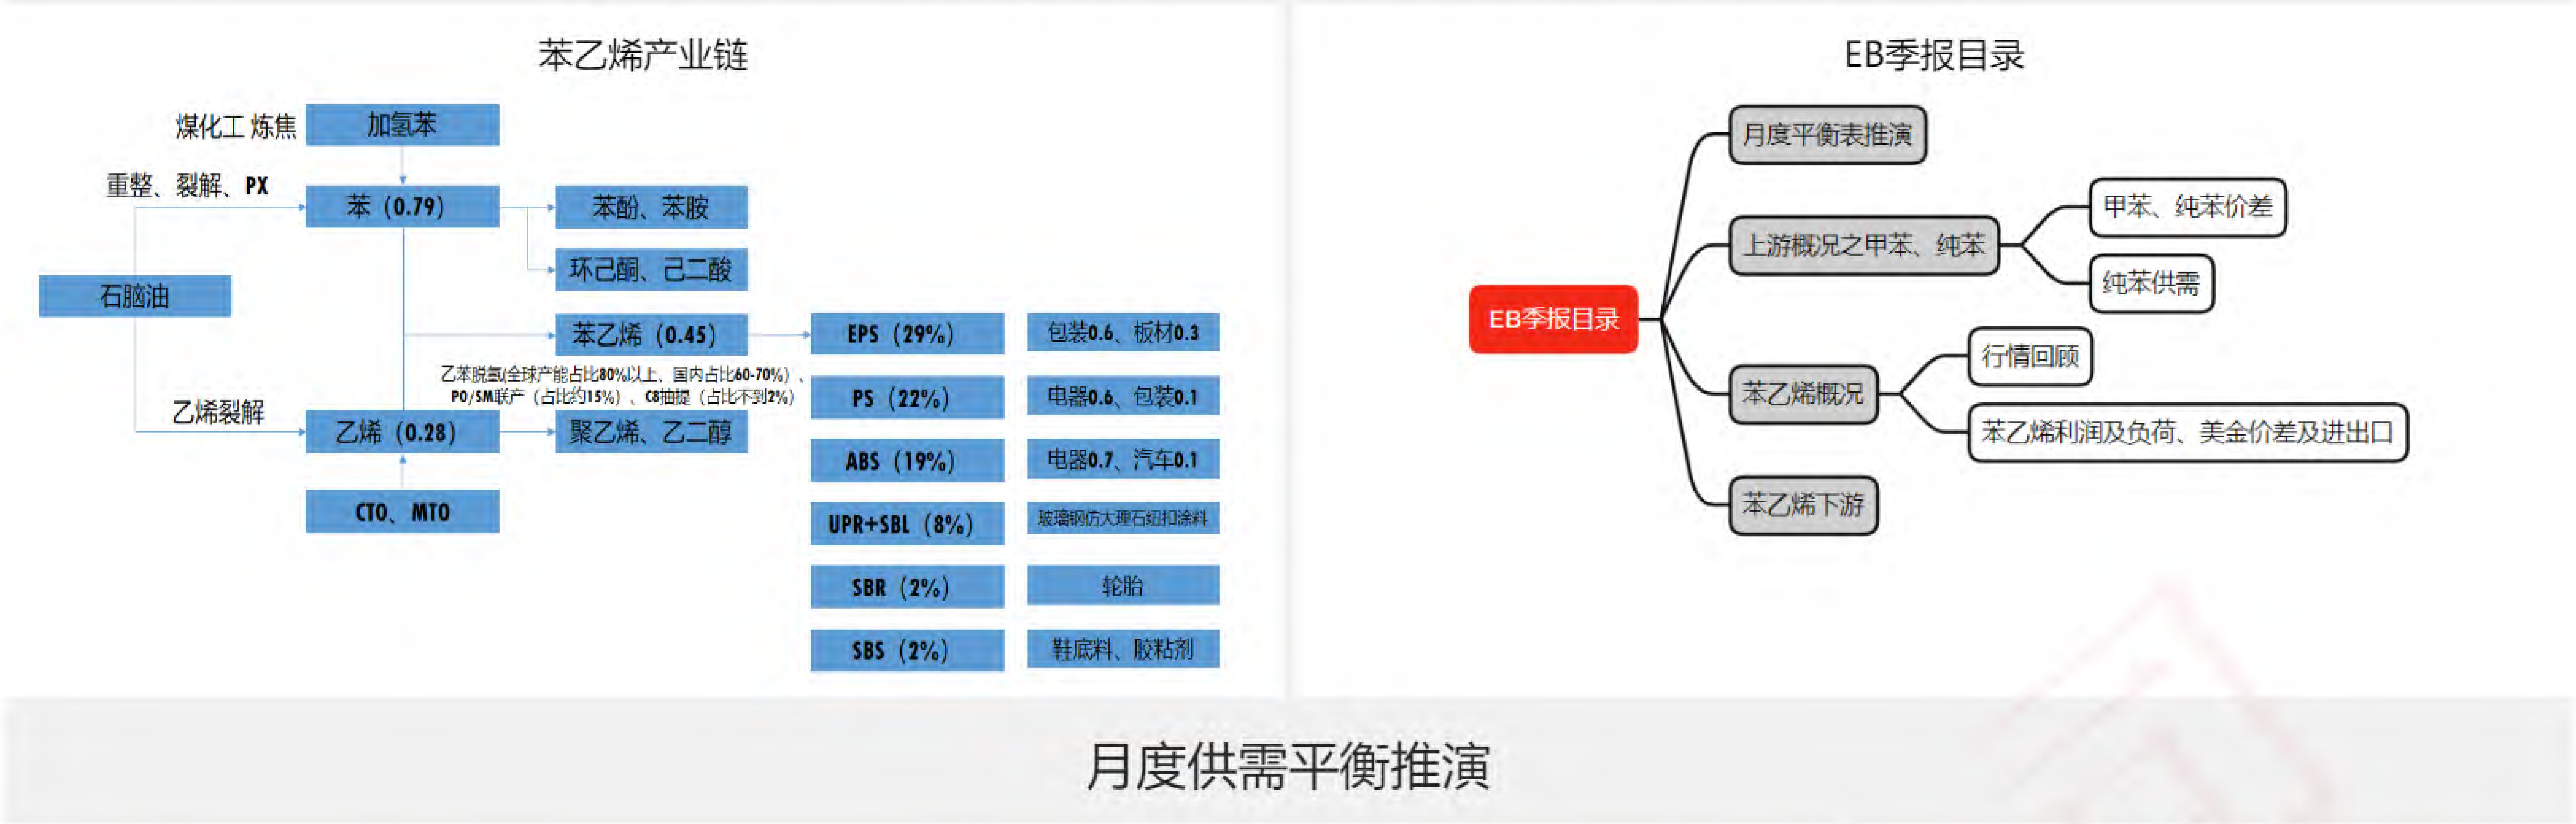 苯乙烯产业链
煤化工 炼焦
加氢苯
重整、裂解、PX
苯（0.79）
苯酚、苯胺
环己酮、己二酸
石脑油
苯乙烯（0.45）
乙苯脱氢(全球产能占比80%以上、国内占比60-70%）、
PO/SM联产（占比约15%）、C8抽提（占比不到2%）
乙烯裂解
乙烯（0.28）
聚乙烯、乙二醇
CTO、MTO
EPS（29%）
包装0.6、板材0.3
PS（22%）
电器0.6、包装0.1
ABS（19%）
电器0.7、汽车0.1
UPR+SBL（8%）
玻璃钢仿大理石纽扣涂料
SBR（2%）
轮胎
SBS（2%）
鞋底料、胶粘剂
EB季报目录
EB季报目录
月度平衡表推演
上游概况之甲苯、纯苯
甲苯、纯苯价差
纯苯供需
苯乙烯概况
行情回顾
苯乙烯利润及负荷、美金价差及进出口
苯乙烯下游
月度供需平衡推演